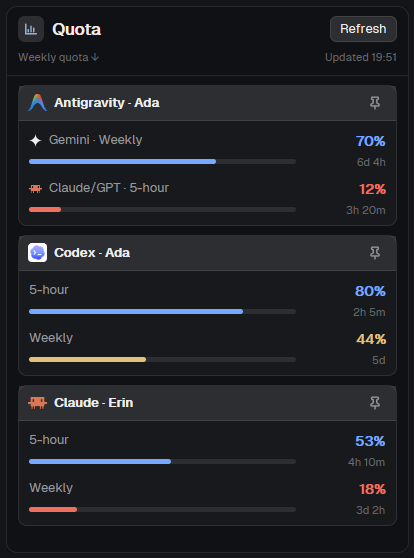 Quota
Refresh
Weekly quota ↓
Updated 19:51
Antigravity · Ada
Gemini · Weekly
70%
6d 4h
Claude/GPT · 5-hour
12%
3h 20m
Codex · Ada
5-hour
80%
2h 5m
Weekly
44%
5d
Claude · Erin
5-hour
53%
4h 10m
Weekly
18%
3d 2h